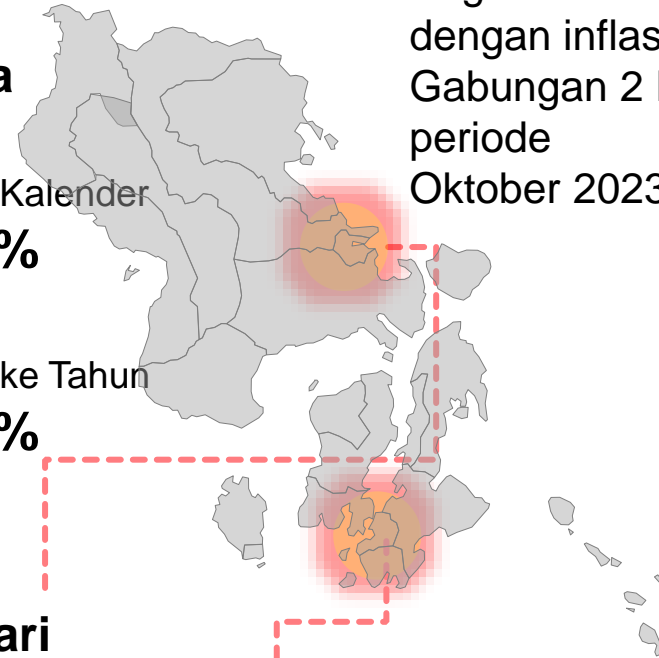 dengan inflas
Gabungan 2
periode
Oktober 2023
a
Kalender
%
ke Tahun
%
ari